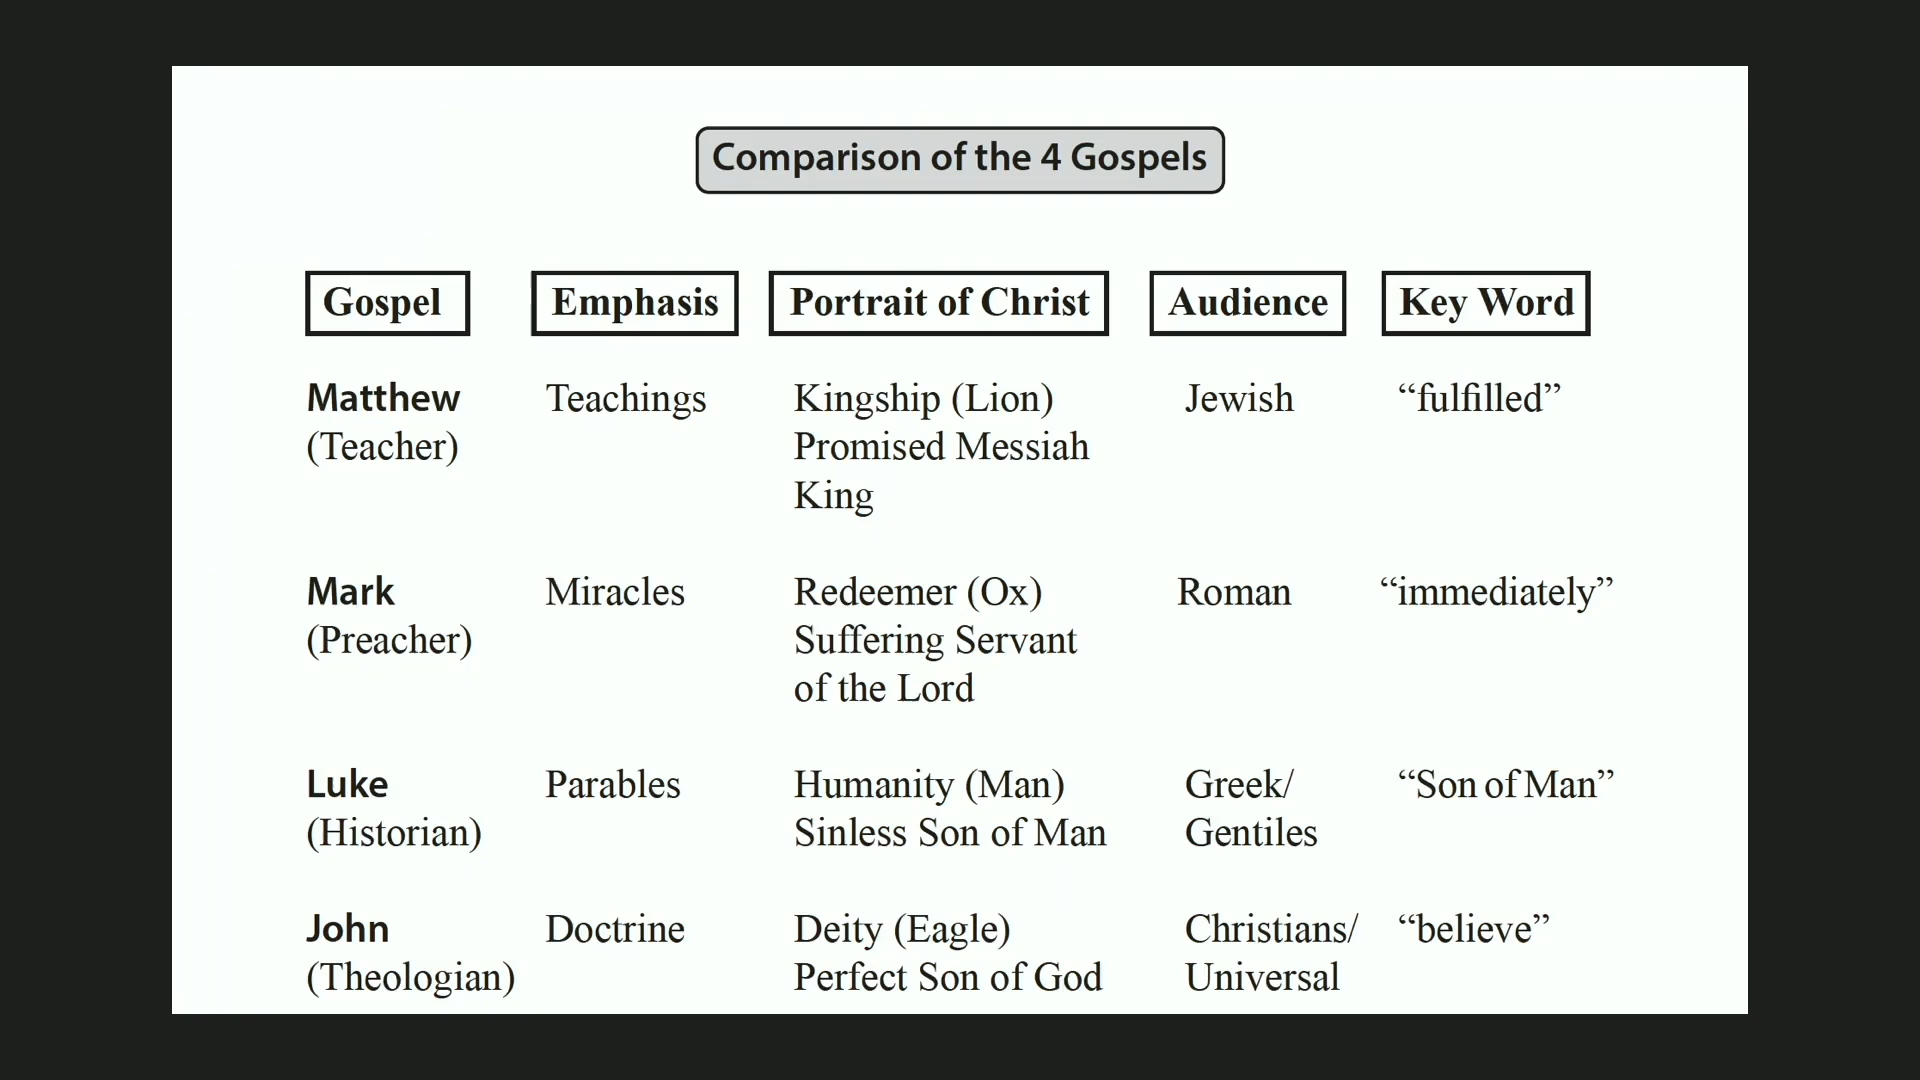 Comparison of the 4 Gospels
Gospel Emphasis Portrait of Christ Audience Key Word
Matthew Teachings Kingship (Lion) Jewish “fulfilled”
(Teacher) Promised Messiah
King
Mark Miracles Redeemer (Ox) Roman “immediately”
(Preacher) Suffering Servant
of the Lord
Luke Parables Humanity (Man) Greek/ “Son of Man”
(Historian) Sinless Son of Man Gentiles
John Doctrine Deity (Eagle) Christians/ “believe”
(Theologian) Perfect Son of God Universal